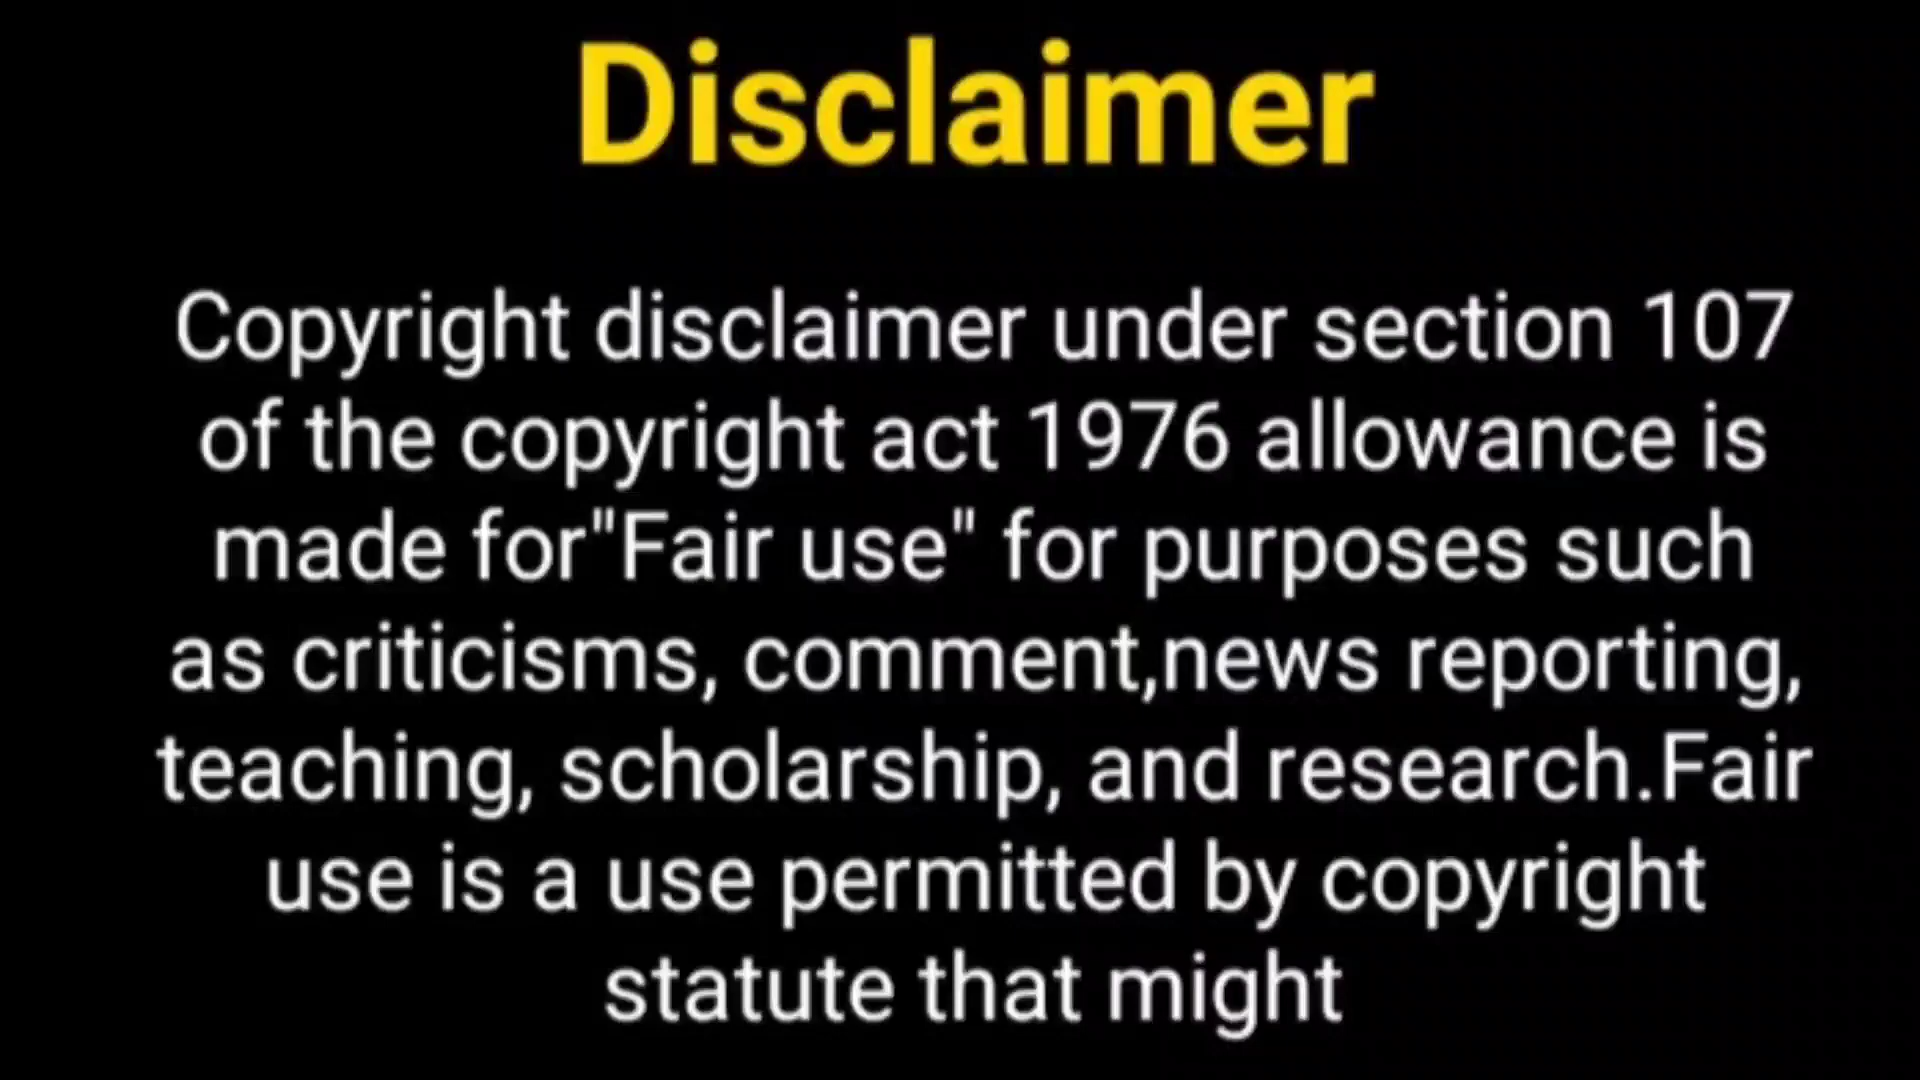 Disclaimer
Copyright disclaimer under section 107
of the copyright act 1976 allowance is
made for"Fair use" for purposes such
as criticisms, comment,news reporting,
teaching, scholarship, and research.Fair
use is a use permitted by copyright
statute that might